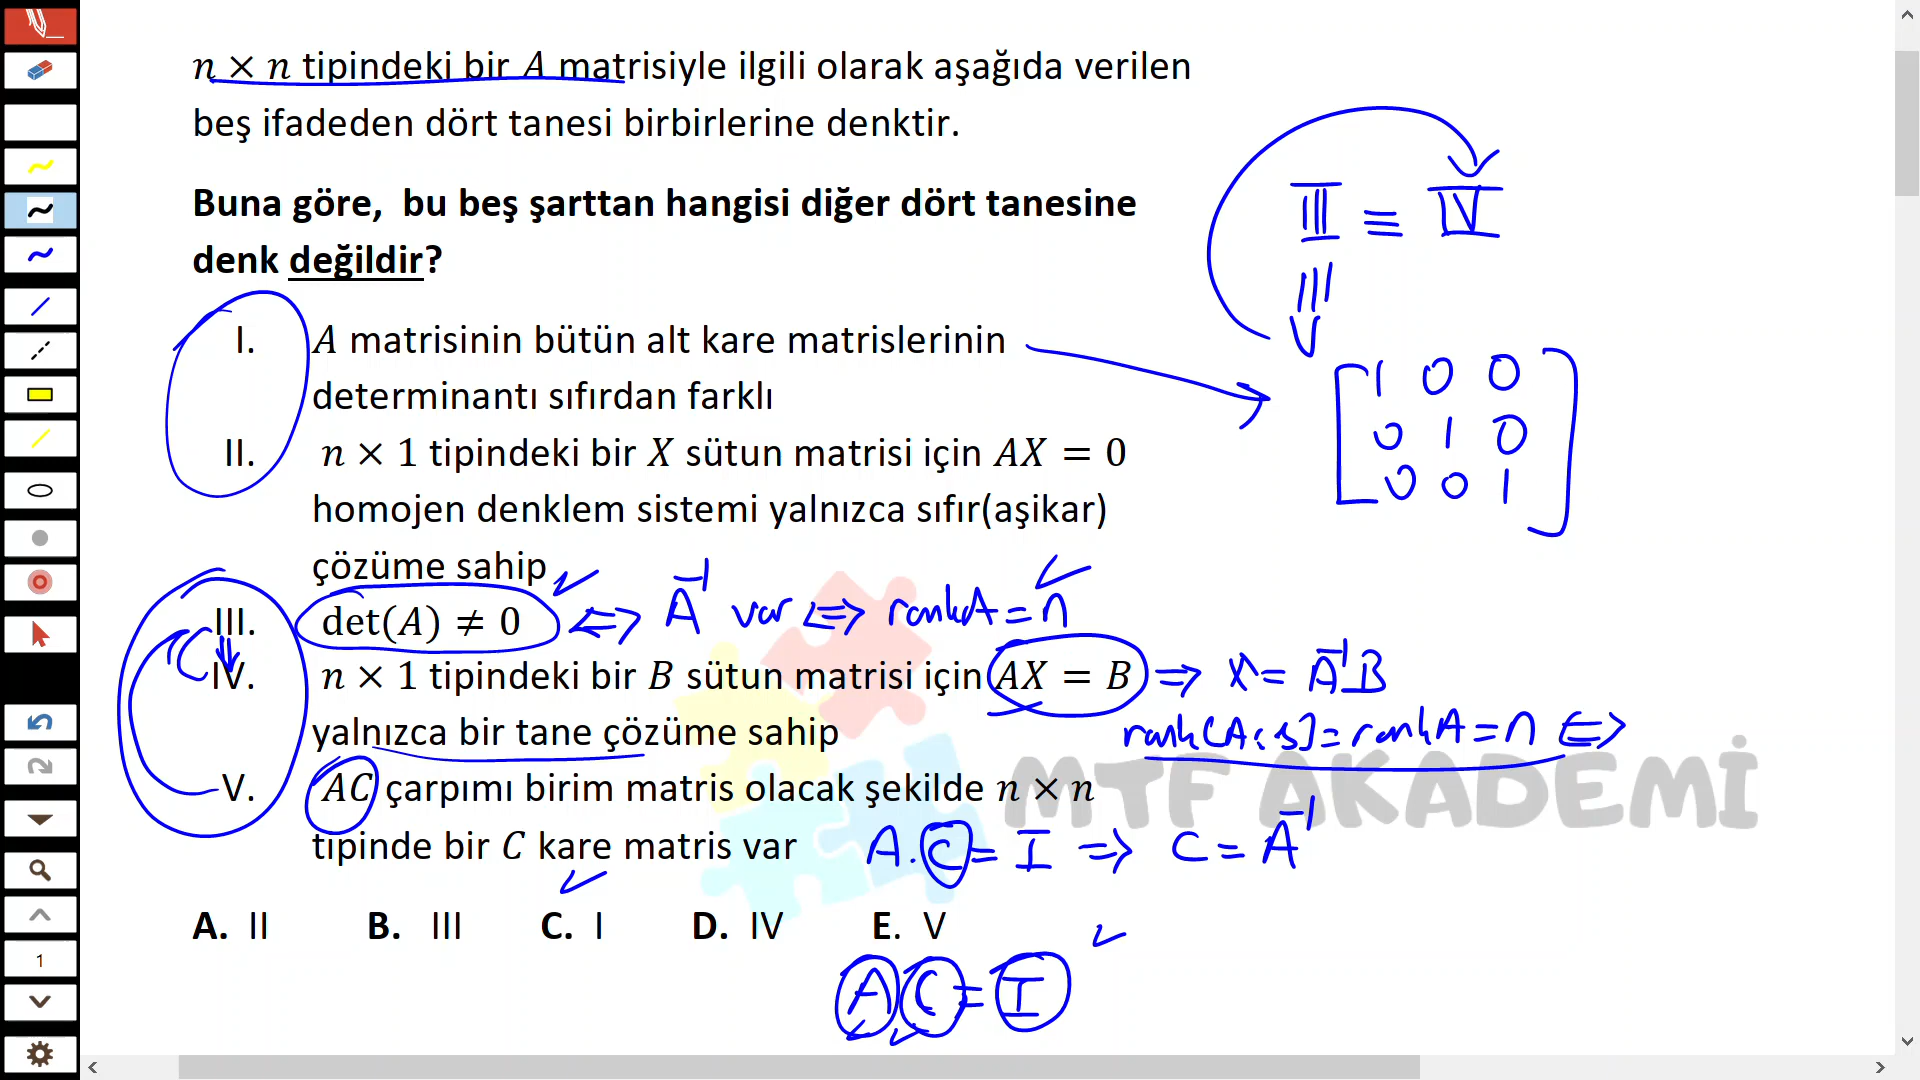 n × n tipindeki bir A matrisiyle ilgili olarak aşağıda verilen
beş ifadeden dört tanesi birbirlerine denktir.
Buna göre,  bu beş şarttan hangisi diğer dört tanesine
denk değildir?
III ≡ IV
III
V
I. A matrisinin bütün alt kare matrislerinin
determinantı sıfırdan farklı
1 0 0
0 1 0
0 0 1
II. n × 1 tipindeki bir X sütun matrisi için AX = 0
homojen denklem sistemi yalnızca sıfır(aşikar)
çözüme sahip
III. det(A) ≠ 0 ⇔ A⁻¹ var ⇔ rankA = n
IV. n × 1 tipindeki bir B sütun matrisi için AX = B ⇒ X = A⁻¹B
yalnızca bir tane çözüme sahip
rank[A:B] = rankA = n ⇔
V. AC çarpımı birim matris olacak şekilde n × n
tipinde bir C kare matris var
A.C = I ⇒ C = A⁻¹
MTF AKADEMİ
A. II B. III C. I D. IV E. V
AC = I
1